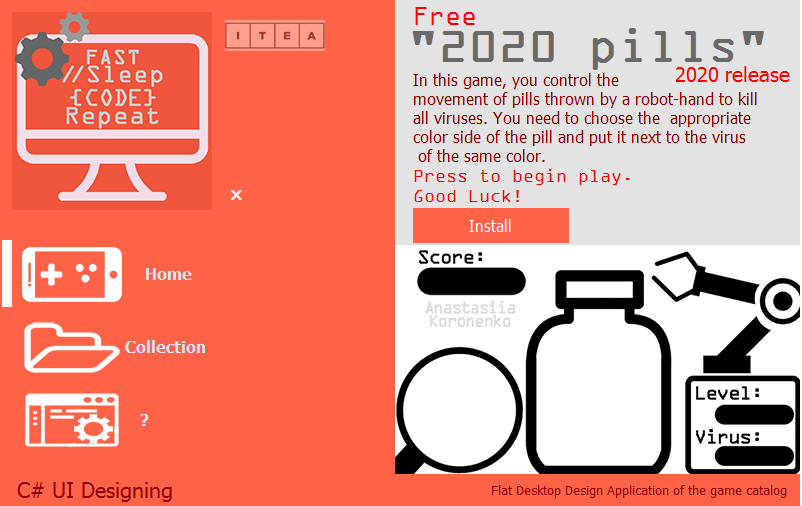 FAST
//Sleep
{CODE}
Repeat
ITEA
x
Home
Collection
?
C# UI Designing
Free
"2020 pills"
2020 release
In this game, you control the
movement of pills thrown by a robot-hand to kill
all viruses. You need to choose the appropriate
color side of the pill and put it next to the virus
of the same color.
Press to begin play.
Good Luck!
Install
Score:
Anastasiia
Koronenko
Level:
Virus:
Flat Desktop Design Application of the game catalog